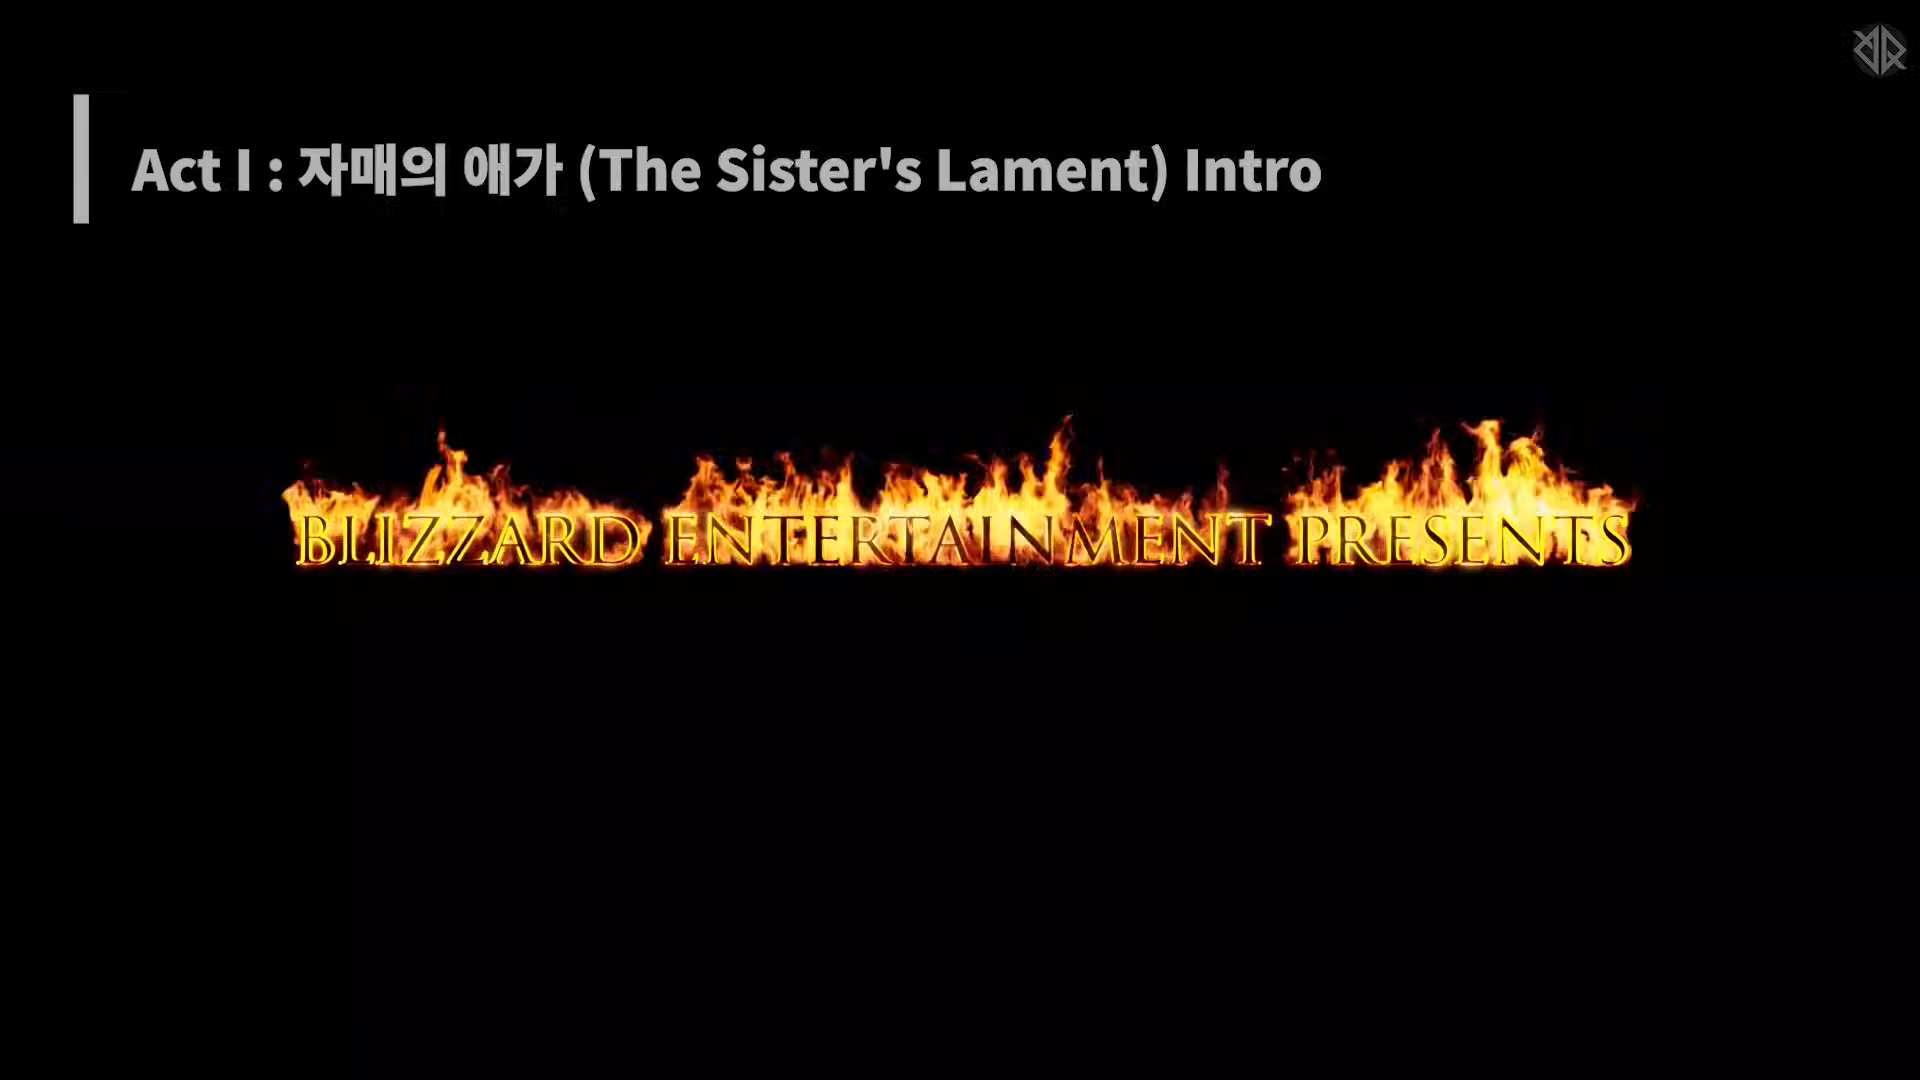 Act I : 자매의 애가 (The Sister's Lament) Intro
BLIZZARD ENTERTAINMENT PRESENTS